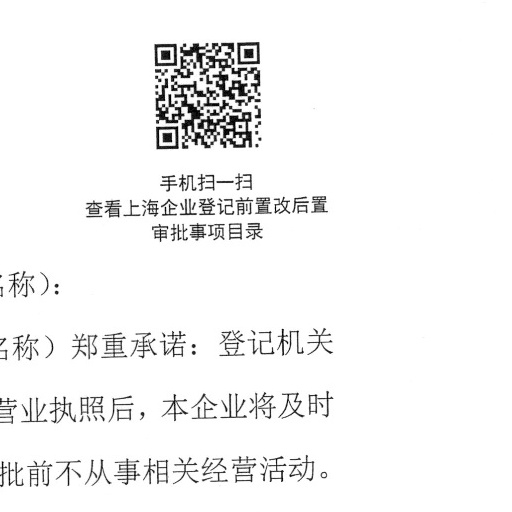 手机扫一扫
查看上海企业登记前置改后置
审批事项目录
名称)：
名称）郑重承诺：登记机关
营业执照后，本企业将及时
批前不从事相关经营活动。